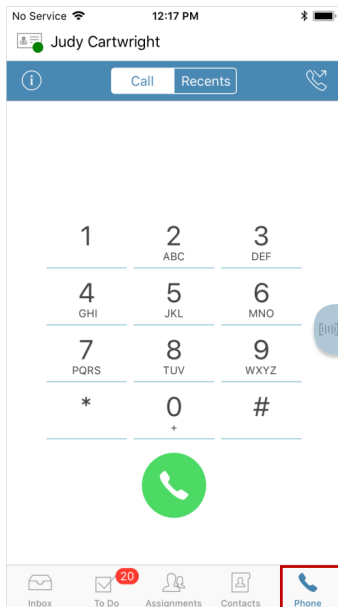 No Service 12:17 PM
Judy Cartwright
i Call Recents
1 2 3
ABC DEF
4 5 6
GHI JKL MNO
7 8 9
PQRS TUV WXYZ
* 0 #
+
20
Inbox To Do Assignments Contacts Phone